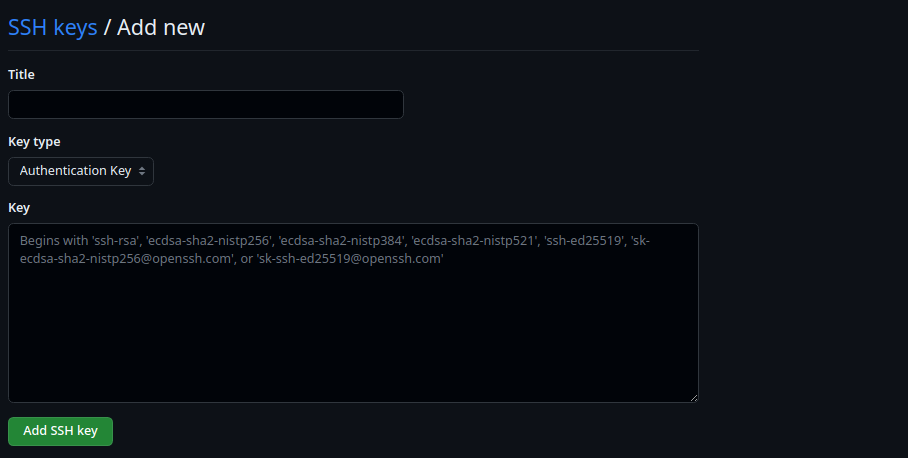 SSH keys / Add new
Title
Key type
Authentication Key
Key
Begins with 'ssh-rsa', 'ecdsa-sha2-nistp256', 'ecdsa-sha2-nistp384', 'ecdsa-sha2-nistp521', 'ssh-ed25519', 'sk-
ecdsa-sha2-nistp256@openssh.com', or 'sk-ssh-ed25519@openssh.com'
Add SSH key